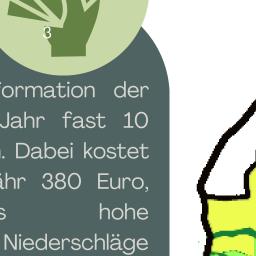 3
formation der
Jahr fast 10
. Dabei kostet
ähr 380 Euro,
s hohe
Niederschläge